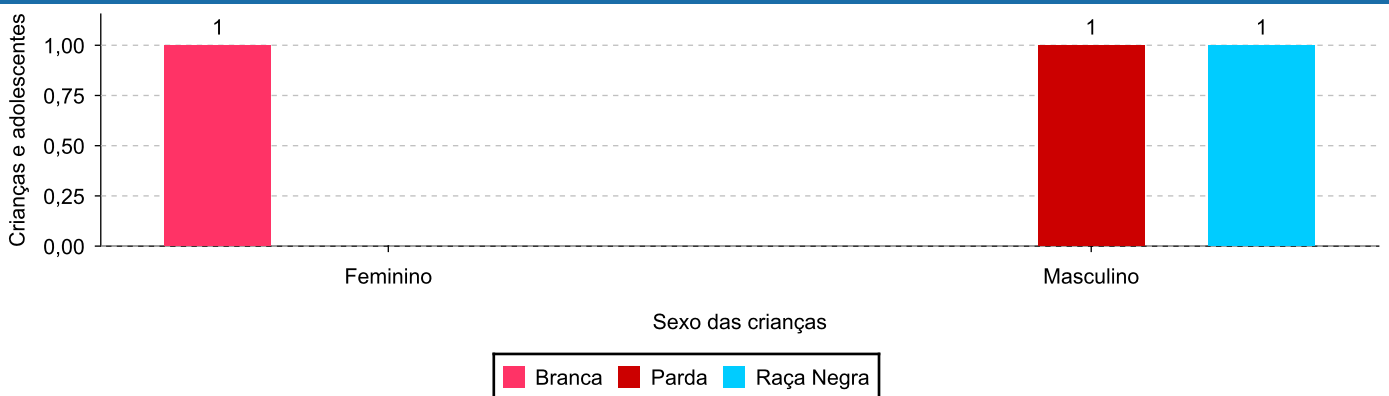 Crianças e adolescentes
1 1 1
1,00
0,75
0,50
0,25
0,00
Feminino Masculino
Sexo das crianças
Branca Parda Raça Negra